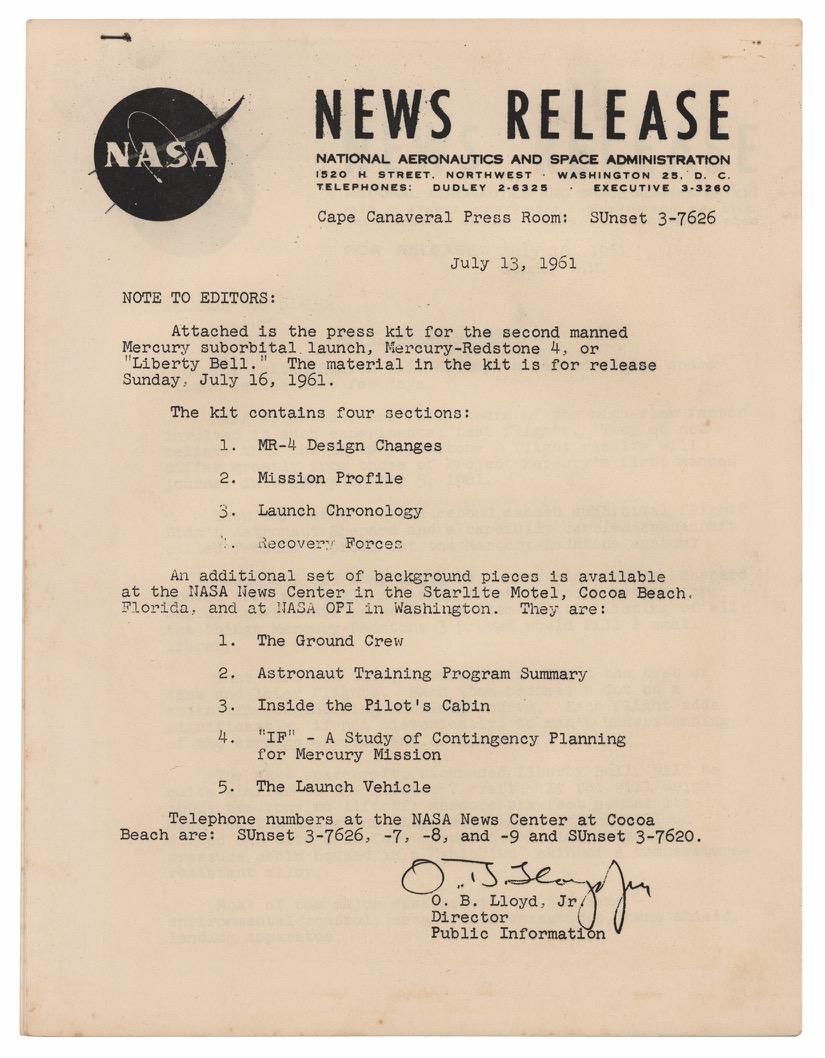 NASA
NEWS RELEASE
NATIONAL AERONAUTICS AND SPACE ADMINISTRATION
1520 H STREET, NORTHWEST · WASHINGTON 25, D. C.
TELEPHONES: DUDLEY 2-6325 · EXECUTIVE 3-3260
Cape Canaveral Press Room: SUnset 3-7626
July 13, 1961
NOTE TO EDITORS:
Attached is the press kit for the second manned
Mercury suborbital launch, Mercury-Redstone 4, or
"Liberty Bell." The material in the kit is for release
Sunday, July 16, 1961.
The kit contains four sections:
1. MR-4 Design Changes
2. Mission Profile
3. Launch Chronology
4. Recovery Forces
An additional set of background pieces is available
at the NASA News Center in the Starlite Motel, Cocoa Beach,
Florida, and at NASA OPI in Washington. They are:
1. The Ground Crew
2. Astronaut Training Program Summary
3. Inside the Pilot's Cabin
4. "IF" - A Study of Contingency Planning
for Mercury Mission
5. The Launch Vehicle
Telephone numbers at the NASA News Center at Cocoa
Beach are: SUnset 3-7626, -7, -8, and -9 and SUnset 3-7620.
O. B. Lloyd Jr
O. B. Lloyd, Jr
Director
Public Information